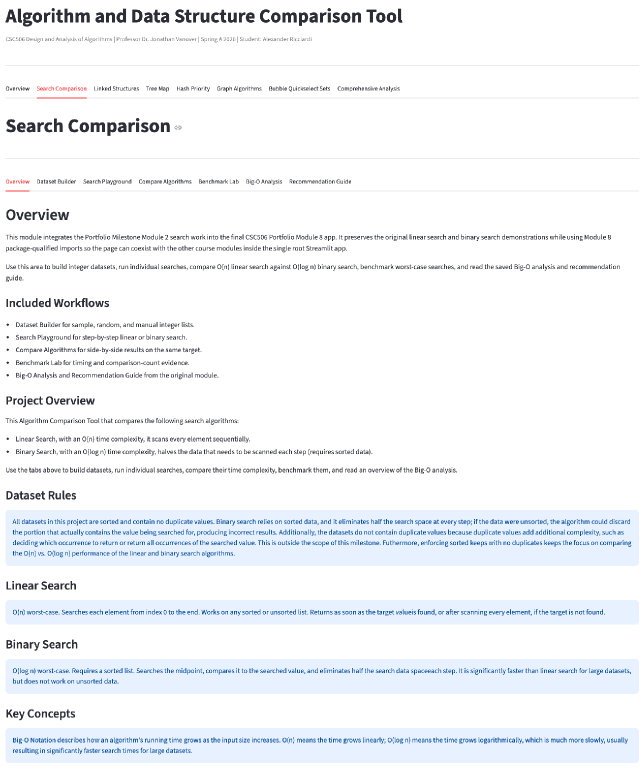 Algorithm and Data Structure Comparison Tool
CSC506 Design and Analysis of Algorithms | Professor Dr. Jonathan Vanover | Spring A 2026 | Student: Alexander Ricciardi
Overview Search Comparison Linked Structures Tree Map Hash Priority Graph Algorithms Bubble Quickselect Sets Comprehensive Analysis
Search Comparison
Overview Dataset Builder Search Playground Compare Algorithms Benchmark Lab Big-O Analysis Recommendation Guide
Overview
This module integrates the Portfolio Milestone Module 2 search work into the final CSC506 Portfolio Module 8 app. It preserves the original linear search and binary search demonstrations while using Module 8
package-qualified imports so the page can coexist with the other course modules inside the single root Streamlit app.
Use this area to build integer datasets, run individual searches, compare O(n) linear search against O(log n) binary search, benchmark worst-case searches, and read the saved Big-O analysis and recommendation
guide.
Included Workflows
• Dataset Builder for sample, random, and manual integer lists.
• Search Playground for step-by-step linear or binary search.
• Compare Algorithms for side-by-side results on the same target.
• Benchmark Lab for timing and comparison-count evidence.
• Big-O Analysis and Recommendation Guide from the original module.
Project Overview
This Algorithm Comparison Tool that compares the following search algorithms:
• Linear Search, with an O(n) time complexity, it scans every element sequentially.
• Binary Search, with an O(log n) time complexity, halves the data that needs to be scanned each step (requires sorted data).
Use the tabs above to build datasets, run individual searches, compare their time complexity, benchmark them, and read an overview of the Big-O analysis.
Dataset Rules
All datasets in this project are sorted and contain no duplicate values. Binary search relies on sorted data, and it eliminates half the search space at every step; if the data were unsorted, the algorithm could discard
the portion that actually contains the value being searched for, producing incorrect results. Additionally, the datasets do not contain duplicate values because duplicate values add additional complexity, such as
deciding which occurrence to return or return all occurrences of the searched value. This is outside the scope of this milestone. Futhermore, enforcing sorted keeps with no duplicates keeps the focus on comparing
the O(n) vs. O(log n) performance of the linear and binary search algorithms.
Linear Search
O(n) worst-case. Searches each element from index 0 to the end. Works on any sorted or unsorted list. Returns as soon as the target valueis found, or after scanning every element, if the target is not found.
Binary Search
O(log n) worst-case. Requires a sorted list. Searches the midpoint, compares it to the searched value, and eliminates half the search data spaceeach step. It is significantly faster than linear search for large datasets,
but does not work on unsorted data.
Key Concepts
Big-O Notation describes how an algorithm's running time grows as the input size increases. O(n) means the time grows linearly; O(log n) means the time grows logarithmically, which is much more slowly, usually
resulting in significantly faster search times for large datasets.